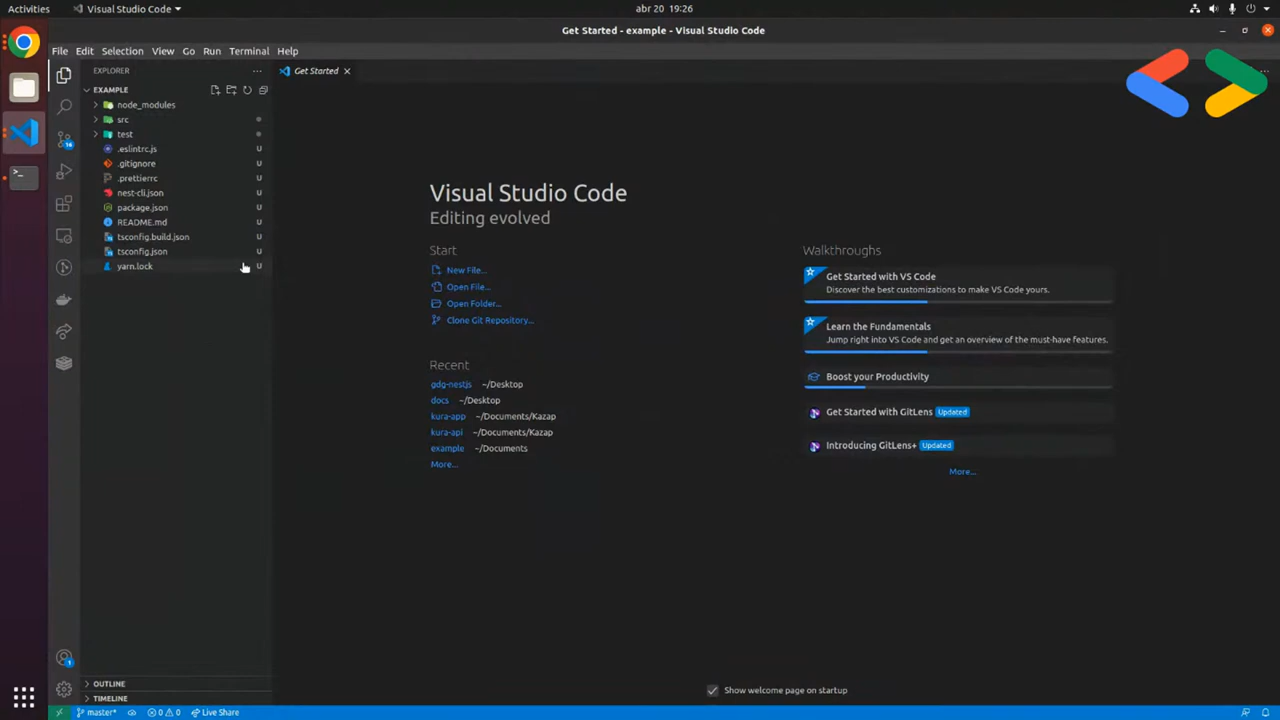 Activities
Visual Studio Code
abr 20 19:26
Get Started - example - Visual Studio Code
File Edit Selection View Go Run Terminal Help
EXPLORER
Get Started
EXAMPLE
node_modules
src
test
.eslintrc.js U
.gitignore U
.prettierrc U
nest-cli.json U
package.json U
README.md U
tsconfig.build.json U
tsconfig.json U
yarn.lock U
16
Visual Studio Code
Editing evolved
Start
New File...
Open File...
Open Folder...
Clone Git Repository...
Recent
gdg-nestjs ~/Desktop
docs ~/Desktop
kura-app ~/Documents/Kazap
kura-api ~/Documents/Kazap
example ~/Documents
More...
Walkthroughs
Get Started with VS Code
Discover the best customizations to make VS Code yours.
Learn the Fundamentals
Jump right into VS Code and get an overview of the must-have features.
Boost your Productivity
Get Started with GitLens Updated
Introducing GitLens+ Updated
More...
1
OUTLINE
TIMELINE
Show welcome page on startup
master* 0 0 Live Share